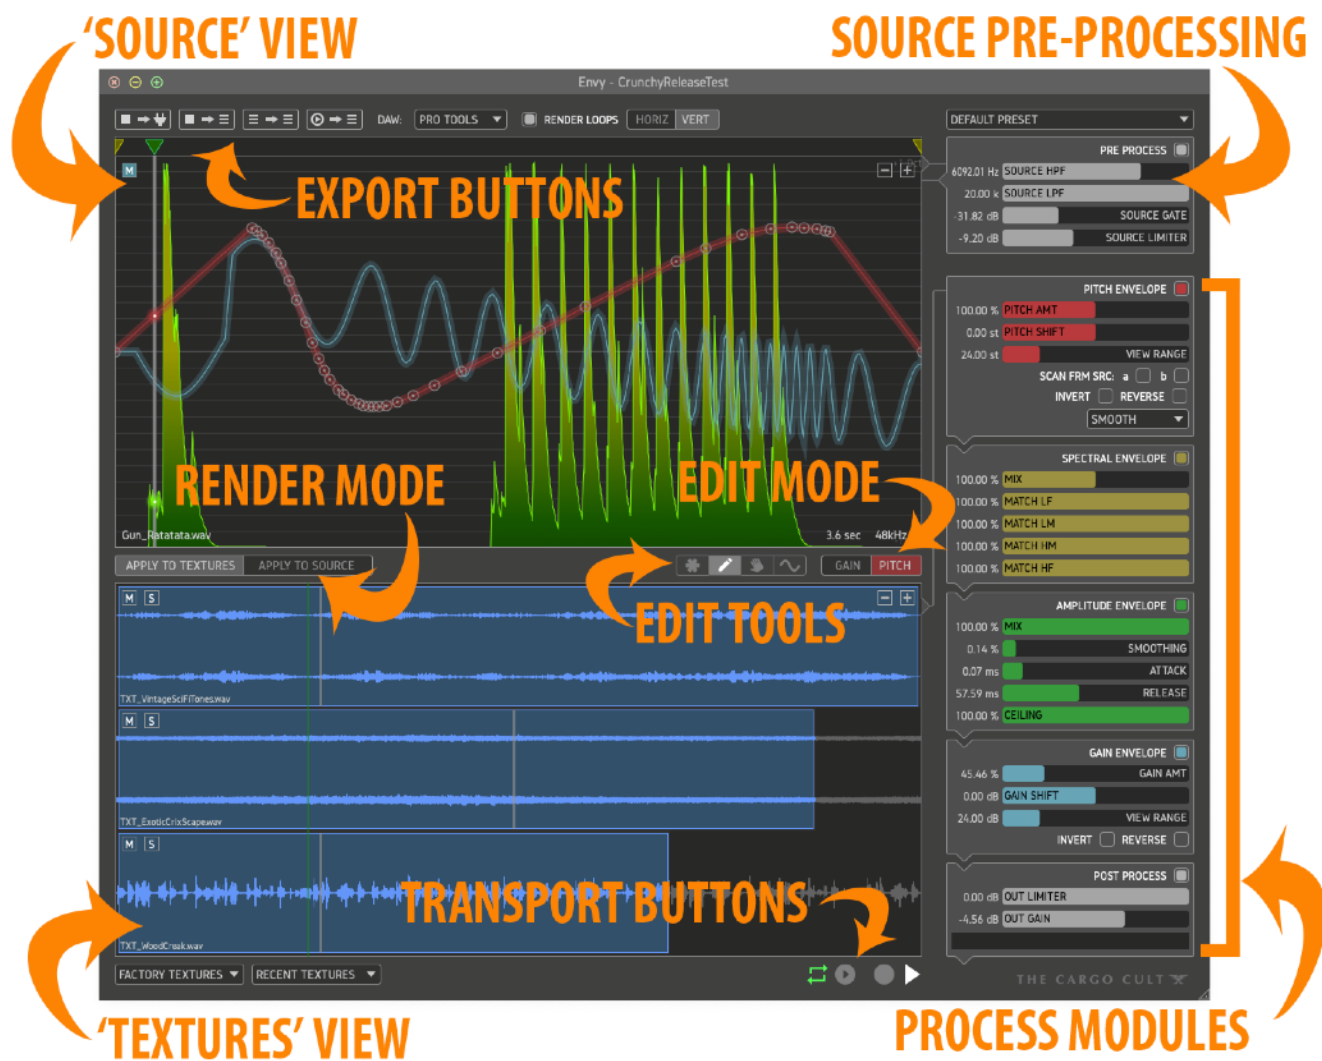 ‘SOURCE’ VIEW
SOURCE PRE-PROCESSING
Envy - CrunchyReleaseTest
DAW: PRO TOOLS RENDER LOOPS HORIZ VERT
DEFAULT PRESET
M
EXPORT BUTTONS
PRE PROCESS
6092.01 Hz SOURCE HPF
20.00 k SOURCE LPF
-31.82 dB SOURCE GATE
-9.20 dB SOURCE LIMITER
PITCH ENVELOPE
100.00 % PITCH AMT
0.00 st PITCH SHIFT
24.00 st VIEW RANGE
SCAN FRM SRC: a b
INVERT REVERSE
SMOOTH
RENDER MODE
EDIT MODE
Gun_Ratatata.wav 3.6 sec 48kHz
APPLY TO TEXTURES APPLY TO SOURCE GAIN PITCH
EDIT TOOLS
SPECTRAL ENVELOPE
100.00 % MIX
100.00 % MATCH LF
100.00 % MATCH LM
100.00 % MATCH HM
100.00 % MATCH HF
M S
TXT_VintageSciFiTones.wav
AMPLITUDE ENVELOPE
100.00 % MIX
0.14 % SMOOTHING
0.07 ms ATTACK
57.59 ms RELEASE
100.00 % CEILING
M S
TXT_ExoticCrixScape.wav
GAIN ENVELOPE
45.46 % GAIN AMT
0.00 dB GAIN SHIFT
24.00 dB VIEW RANGE
INVERT REVERSE
M S
TRANSPORT BUTTONS
TXT_WoodCreak.wav
POST PROCESS
0.00 dB OUT LIMITER
-4.56 dB OUT GAIN
FACTORY TEXTURES RECENT TEXTURES
THE CARGO CULT
‘TEXTURES’ VIEW
PROCESS MODULES